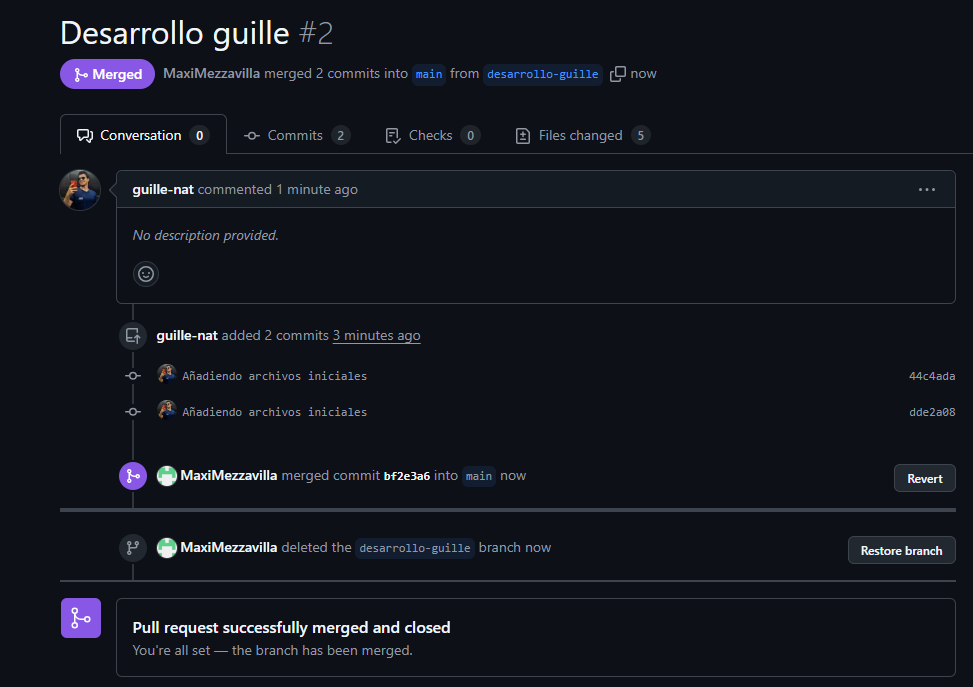 Desarrollo guille #2
Merged MaxiMezzavilla merged 2 commits into main from desarrollo-guille now
Conversation 0 Commits 2 Checks 0 Files changed 5
guille-nat commented 1 minute ago
No description provided.
guille-nat added 2 commits 3 minutes ago
Añadiendo archivos iniciales 44c4ada
Añadiendo archivos iniciales dde2a08
MaxiMezzavilla merged commit bf2e3a6 into main now Revert
MaxiMezzavilla deleted the desarrollo-guille branch now Restore branch
Pull request successfully merged and closed
You're all set — the branch has been merged.